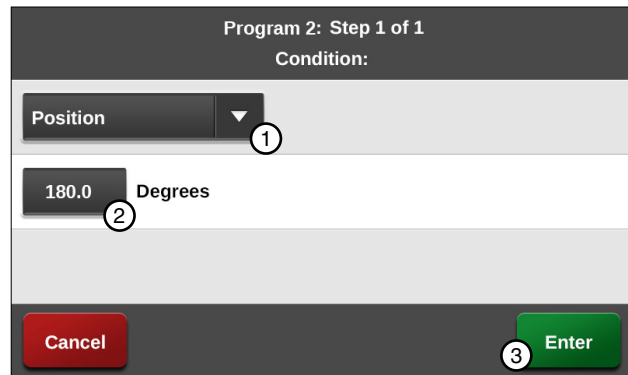 Program 2: Step 1 of 1
Condition:
Position
1
180.0 Degrees
2
Cancel
3 Enter